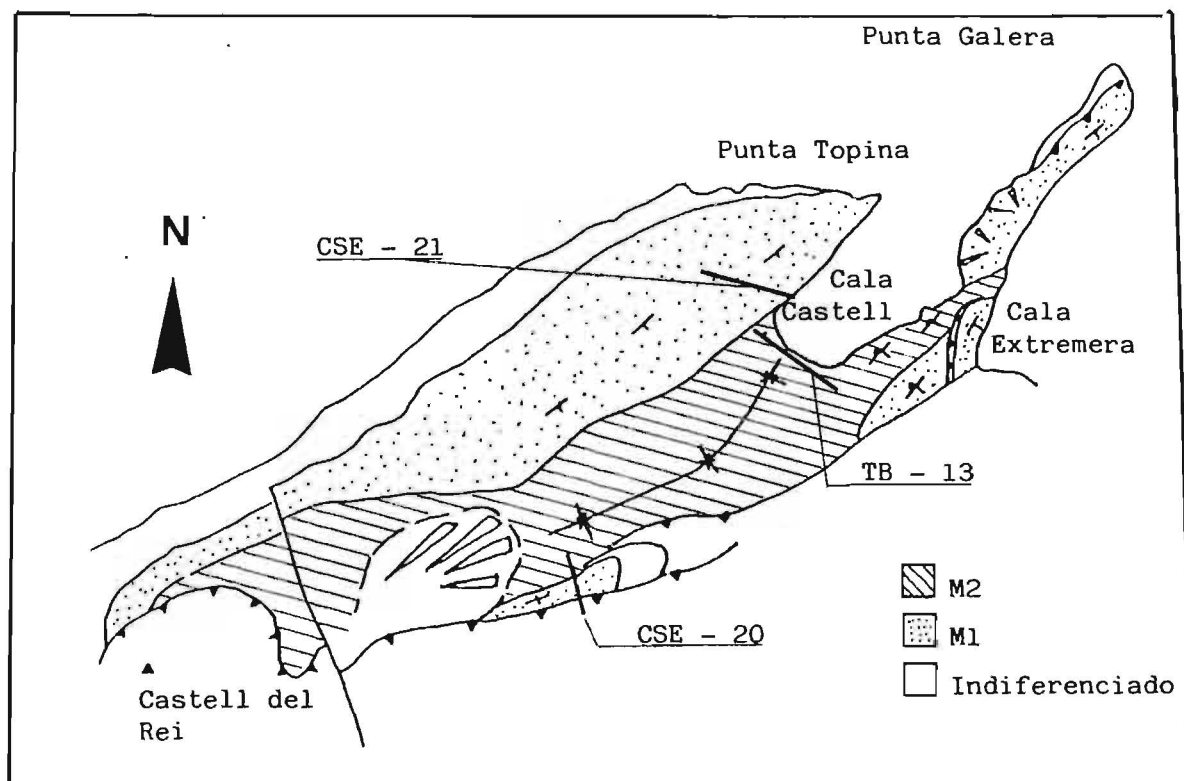 Punta Galera
Punta Topina
N
CSE - 21
Cala
Castell
Cala
Extremera
TB - 13
CSE - 20
M2
M1
Indiferenciado
Castell del
Rei